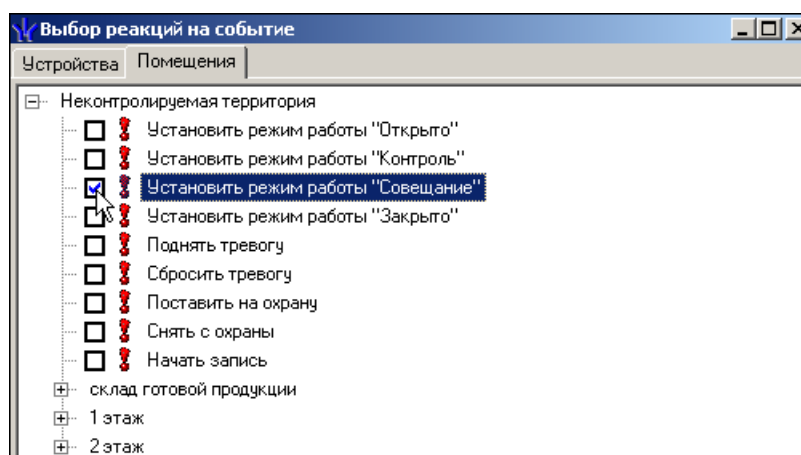 Выбор реакций на событие
Устройства Помещения
Неконтролируемая территория
Установить режим работы "Открыто"
Установить режим работы "Контроль"
Установить режим работы "Совещание"
Установить режим работы "Закрыто"
Поднять тревогу
Сбросить тревогу
Поставить на охрану
Снять с охраны
Начать запись
склад готовой продукции
1 этаж
2 этаж